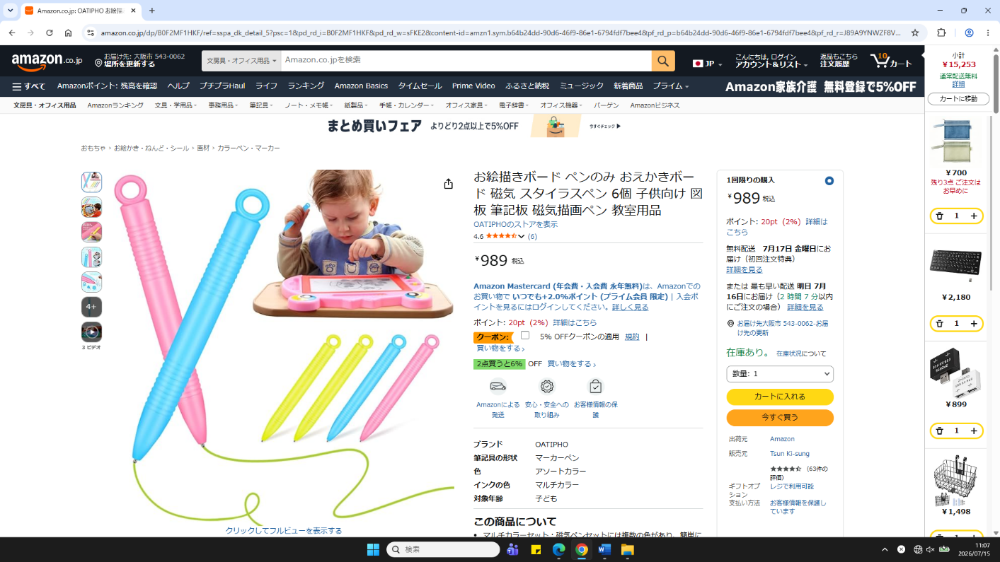 Amazon.co.jp: OATIPHO お絵描
amazon.co.jp/dp/B0F2MF1HKF/ref=sspa_dk_detail_5?psc=1&pd_rd_i=B0F2MF1HKF&pd_rd_w=sFKE2&content-id=amzn1.sym.b64b24dd-90d6-46f9-86e1-6794fdf7bee4&pf_rd_p=b64b24dd-90d6-46f9-86e1-6794fdf7bee4&pf_rd_r=J89A9YNWZF8V...
amazon.co.jp
お届け先: 大阪市 543-0062
場所を更新する
文房具・オフィス用品
Amazon.co.jpを検索
JP
こんにちは, ログイン
アカウント&リスト
返品もこちら
注文履歴
10
カート
すべて Amazonポイント: 残高を確認 ヘルプ プチプラHaul ライフ ランキング Amazon Basics タイムセール Prime Video ふるさと納税 ミュージック 新着商品 プライム
Amazon家族介護 無料登録で5%OFF
文房具・オフィス用品 Amazonランキング 文具・学用品 事務用品 筆記具 ノート・メモ帳 紙製品 手帳・カレンダー オフィス家具 電子辞書 オフィス機器 バーゲン Amazonビジネス
まとめ買いフェア よりどり2点以上で5%OFF 今すぐチェック ▶
おもちゃ › お絵かき・ねんど・シール › 画材 › カラーペン・マーカー
4+
3 ビデオ
クリックしてフルビューを表示する
お絵描きボード ペンのみ おえかきボー
ド 磁気 スタイラスペン 6個 子供向け 図
板 筆記板 磁気描画ペン 教室用品
OATIPHOのストアを表示
4.6 (6)
¥989 税込
Amazon Mastercard (年会費・入会費 永年無料)は、Amazonでの
お買い物で いつでも+2.0%ポイント (プライム会員 限定) | 入会ポ
イントを見るにはログインしてください。詳しく見る
ポイント: 20pt (2%) 詳細はこちら
クーポン: 5% OFFクーポンの適用 規約 |
買い物をする ›
2点買うと6% OFF 買い物をする ›
Amazonによる
発送
安心・安全への
取り組み
お客様情報の保
護
ブランド OATIPHO
筆記具の形状 マーカーペン
色 アソートカラー
インクの色 マルチカラー
対象年齢 子ども
この商品について
• マルチカラーセット：磁気ペンセットには複数の色があり、簡単に
1回限りの購入
¥989 税込
ポイント: 20pt (2%) 詳細は
こちら
無料配送 7月17日 金曜日にお
届け（初回注文特典）
詳細を見る
または 最も早い配送 明日 7月
16日にお届け（2 時間 7 分以内
にご注文の場合） 詳細を見る
お届け先大阪市 543-0062-お届
け先の更新
在庫あり。 在庫状況について
数量: 1
カートに入れる
今すぐ買う
出荷元 Amazon
販売元 Tsun Ki-sung
(63件の
評価)
ギフトオプ
ション
レジで利用可能
支払い方法 お客様情報を保護し
ています
小計
¥15,253
通常配送無料
詳細
カートに移動
¥700
残り3点 ご注文は
お早めに
1
¥2,180
1
¥899
1
¥1,498
検索
11:07
2026/07/15